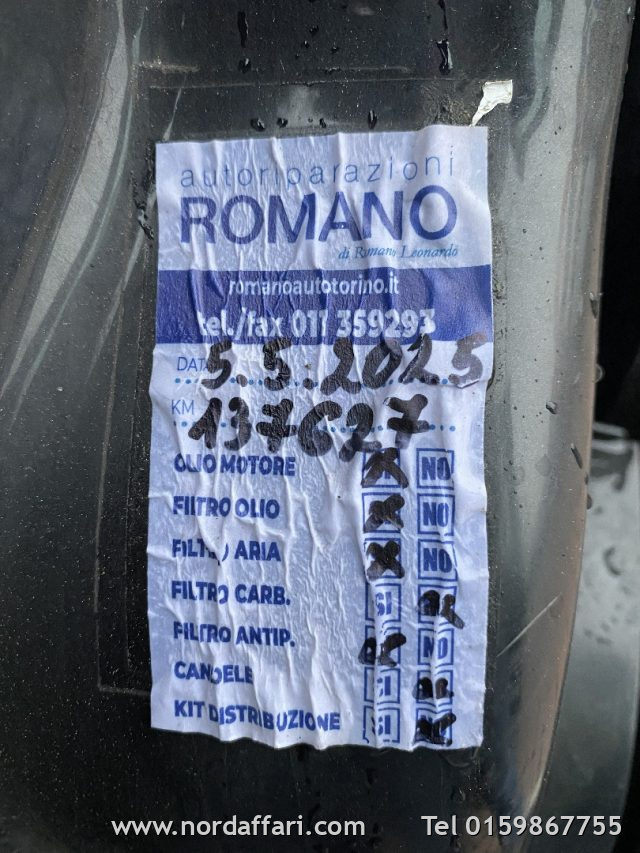 autoriparazioni
ROMANO
di Romano Leonardo
romanoautotorino.it
tel./fax 011 359293
DATA 5.5.2025
KM 137627
OLIO MOTORE X NO
FILTRO OLIO X NO
FILTRO ARIA X NO
FILTRO CARB. SI X
FILTRO ANTIP. X NO
CANDELE SI X
KIT DISTRIBUZIONE SI X
www.nordaffari.com Tel 0159867755